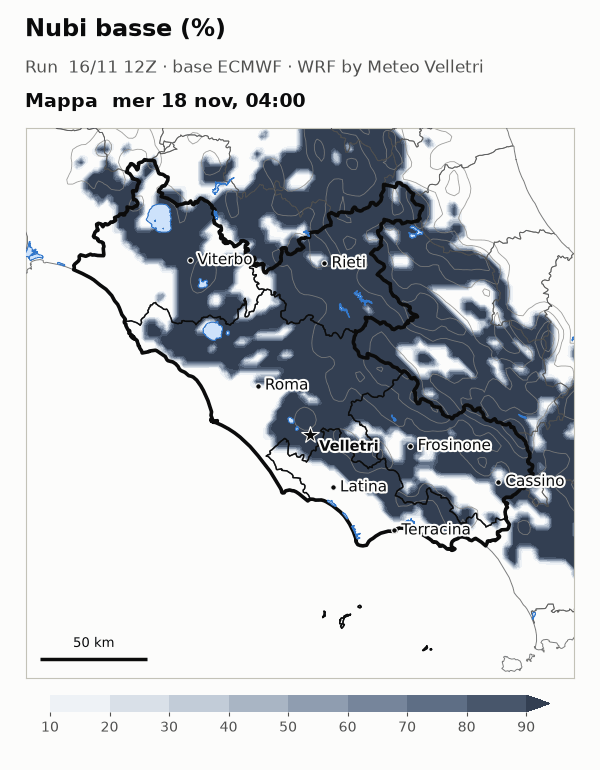 Nubi basse (%)
Run  16/11 12Z · base ECMWF · WRF by Meteo Velletri
Mappa  mer 18 nov, 04:00
Viterbo
Rieti
Roma
Velletri
Frosinone
Cassino
Latina
Terracina
50 km
10 20 30 40 50 60 70 80 90